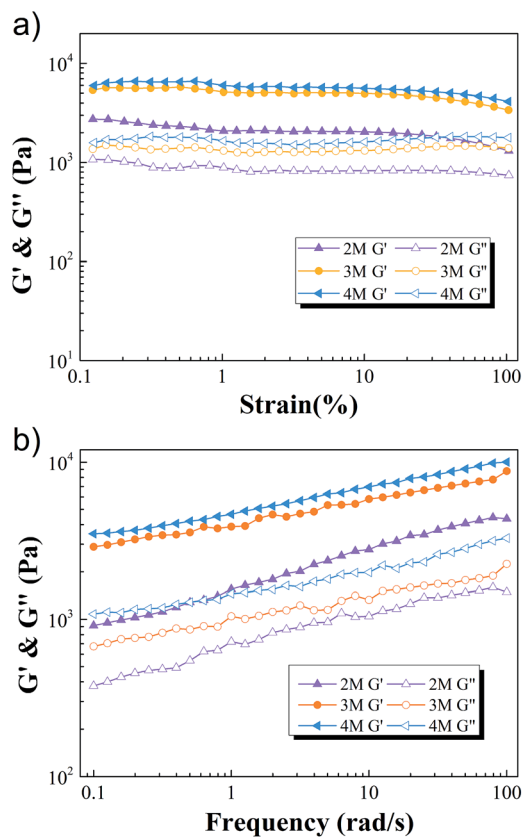 a)
G' & G'' (Pa)
10⁴
10³
10²
10¹
2M G' 2M G''
3M G' 3M G''
4M G' 4M G''
0.1 1 10 100
Strain(%)
b)
G' & G'' (Pa)
10⁴
10³
10²
2M G' 2M G''
3M G' 3M G''
4M G' 4M G''
0.1 1 10 100
Frequency (rad/s)